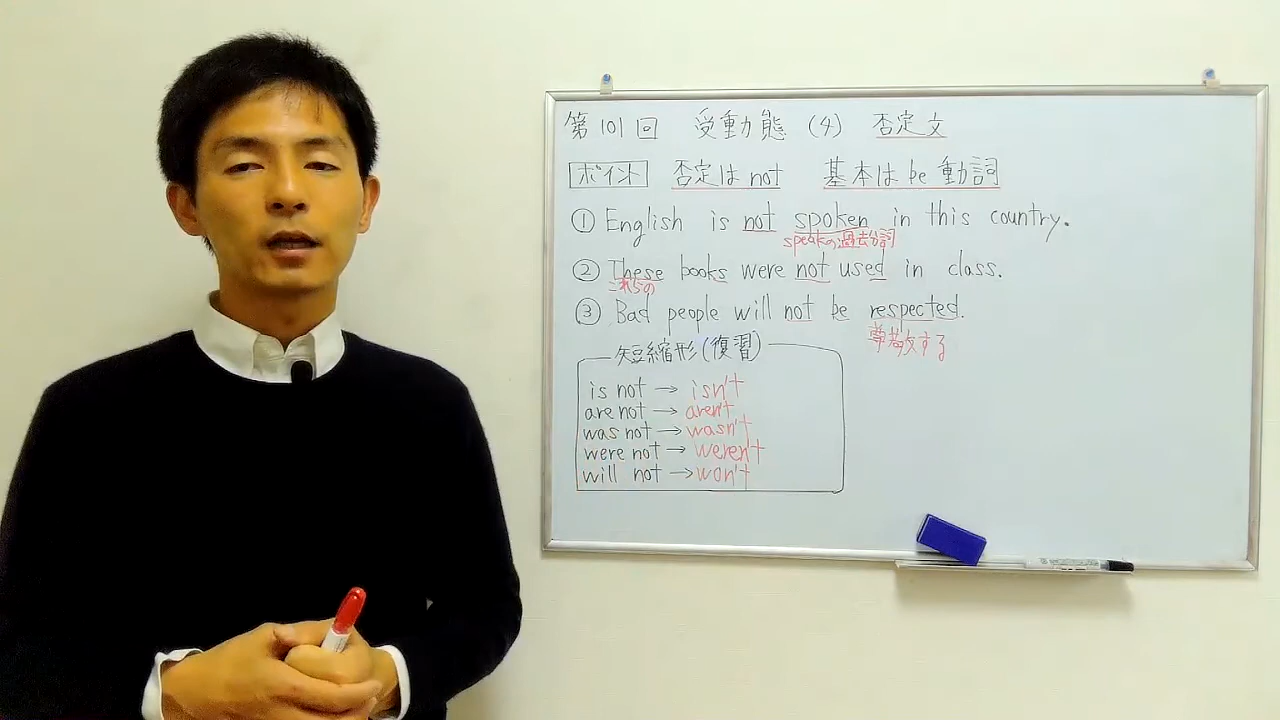 第101回 受動態 (4) 否定文
ポイント 否定は not 基本は be 動詞
① English is not spoken in this country.
speakの過去分詞
② These books were not used in class.
これらの
③ Bad people will not be respected.
尊敬する
短縮形(復習)
is not → isn't
are not → aren't
was not → wasn't
were not → weren't
will not → won't